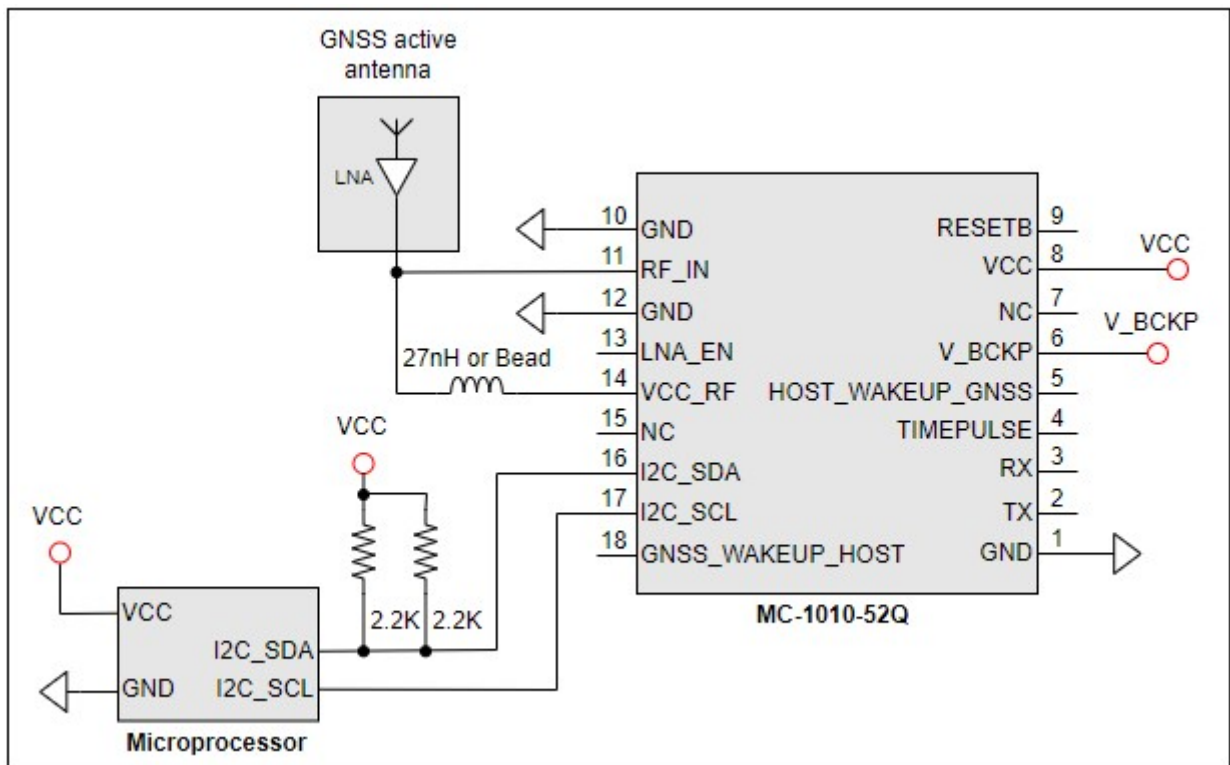 GNSS active
antenna
LNA
10
GND
11
RF_IN
12
GND
13
LNA_EN
27nH or Bead
14
VCC_RF
15
NC
16
I2C_SDA
17
I2C_SCL
18
GNSS_WAKEUP_HOST
RESETB
9
VCC
8
VCC
NC
7
V_BCKP
6
V_BCKP
HOST_WAKEUP_GNSS
5
TIMEPULSE
4
RX
3
TX
2
GND
1
MC-1010-52Q
VCC
2.2K
2.2K
VCC
VCC
GND
I2C_SDA
I2C_SCL
Microprocessor